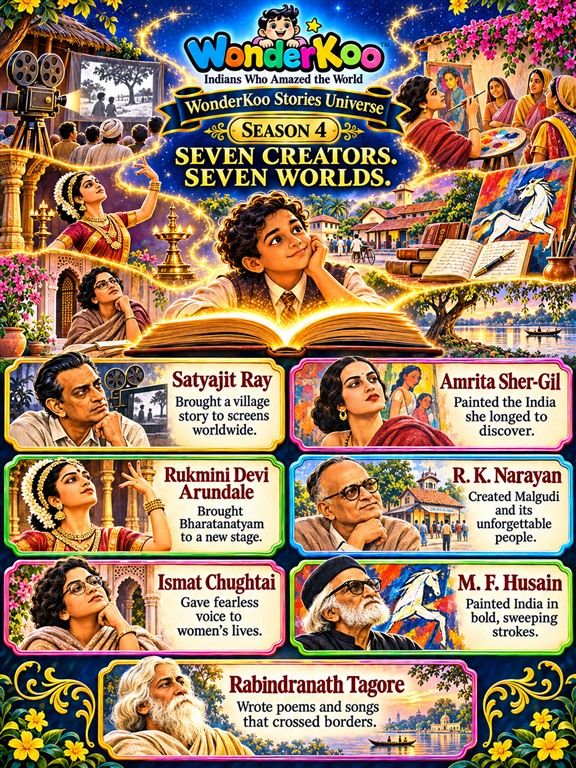 WonderKoo™
Indians Who Amazed the World
WonderKoo Stories Universe
SEASON 4
SEVEN CREATORS.
SEVEN WORLDS.
Satyajit Ray
Brought a village
story to screens
worldwide.
Amrita Sher-Gil
Painted the India
she longed to
discover.
Rukmini Devi
Arundale
Brought
Bharatanatyam
to a new stage.
R. K. Narayan
Created Malgudi
and its
unforgettable
people.
Ismat Chughtai
Gave fearless
voice to
women's lives.
M. F. Husain
Painted India in
bold, sweeping
strokes.
Rabindranath Tagore
Wrote poems and songs
that crossed borders.